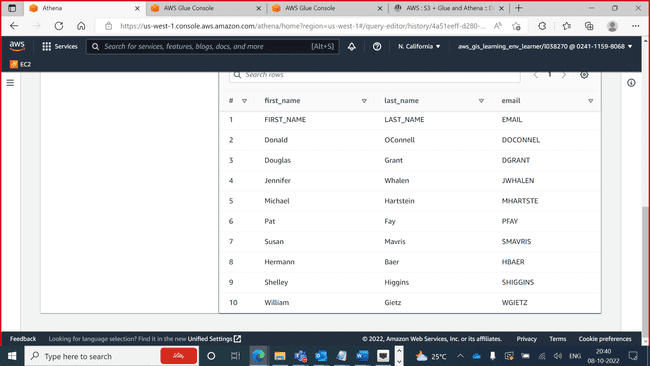 Athena
AWS Glue Console
AWS Glue Console
AWS : S3 + Glue and Athena :: D
https://us-west-1.console.aws.amazon.com/athena/home?region=us-west-1#/query-editor/history/4a51eeff-d280-...
aws
Services
Search for services, features, blogs, docs, and more
[Alt+S]
N. California
aws_gis_learning_env_learner/l038270 @ 0241-1159-8068
EC2
Search rows
1
# first_name last_name email
1 FIRST_NAME LAST_NAME EMAIL
2 Donald OConnell DOCONNEL
3 Douglas Grant DGRANT
4 Jennifer Whalen JWHALEN
5 Michael Hartstein MHARTSTE
6 Pat Fay PFAY
7 Susan Mavris SMAVRIS
8 Hermann Baer HBAER
9 Shelley Higgins SHIGGINS
10 William Gietz WGIETZ
Feedback
Looking for language selection? Find it in the new Unified Settings
© 2022, Amazon Web Services, Inc. or its affiliates.
Privacy
Terms
Cookie preferences
Type here to search
25°C
ENG
20:40
08-10-2022